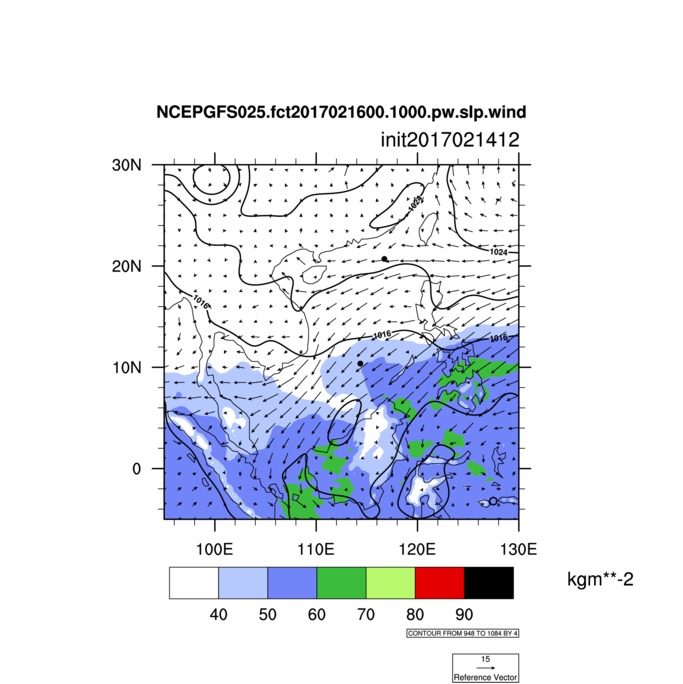 NCEPGFS025.fct2017021600.1000.pw.slp.wind
init2017021412
30N
1024
1024
20N
1016
1016
1016
10N
0
100E 110E 120E 130E
kgm**-2
40 50 60 70 80 90
CONTOUR FROM 948 TO 1084 BY 4
15
Reference Vector